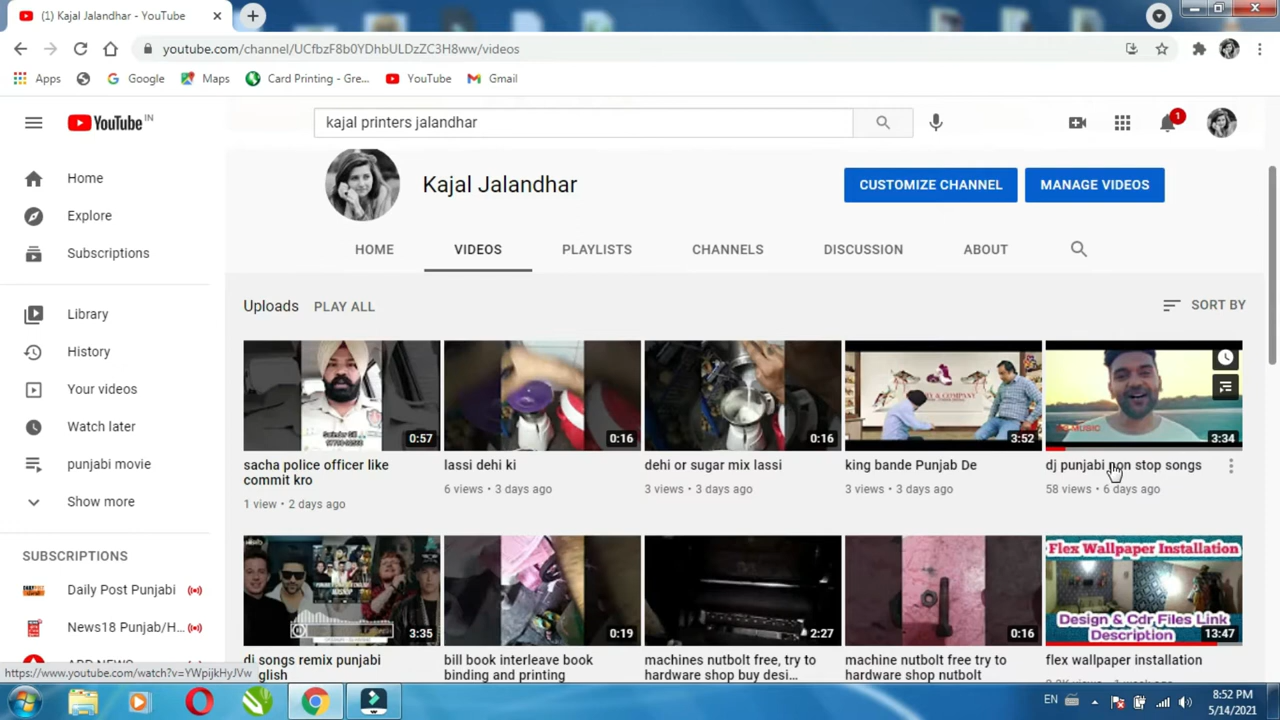 (1) Kajal Jalandhar - YouTube
youtube.com/channel/UCfbzF8b0YDhbULDzZC3H8ww/videos
Apps Google Maps Card Printing - Gre... YouTube Gmail
YouTube IN
kajal printers jalandhar
1
Kajal Jalandhar
CUSTOMIZE CHANNEL MANAGE VIDEOS
Home
Explore
Subscriptions
Library
History
Your videos
Watch later
punjabi movie
Show more
SUBSCRIPTIONS
Daily Post Punjabi
News18 Punjab/H...
HOME VIDEOS PLAYLISTS CHANNELS DISCUSSION ABOUT
Uploads PLAY ALL SORT BY
0:57
sacha police officer like
commit kro
1 view • 2 days ago
0:16
lassi dehi ki
6 views • 3 days ago
0:16
dehi or sugar mix lassi
3 views • 3 days ago
& COMPANY
3:52
king bande Punjab De
3 views • 3 days ago
MUSIC
3:34
dj punjabi non stop songs
58 views • 6 days ago
3:35
dj songs remix punjabi
0:19
bill book interleave book
binding and printing
2:27
machines nutbolt free, try to
hardware shop buy desi...
0:16
machine nutbolt free try to
hardware shop nutbolt
Flex Wallpaper Installation
Design & Cdr Files Link
Description
13:47
flex wallpaper installation
https://www.youtube.com/watch?v=YWpijkHyJVw
EN
8:52 PM
5/14/2021